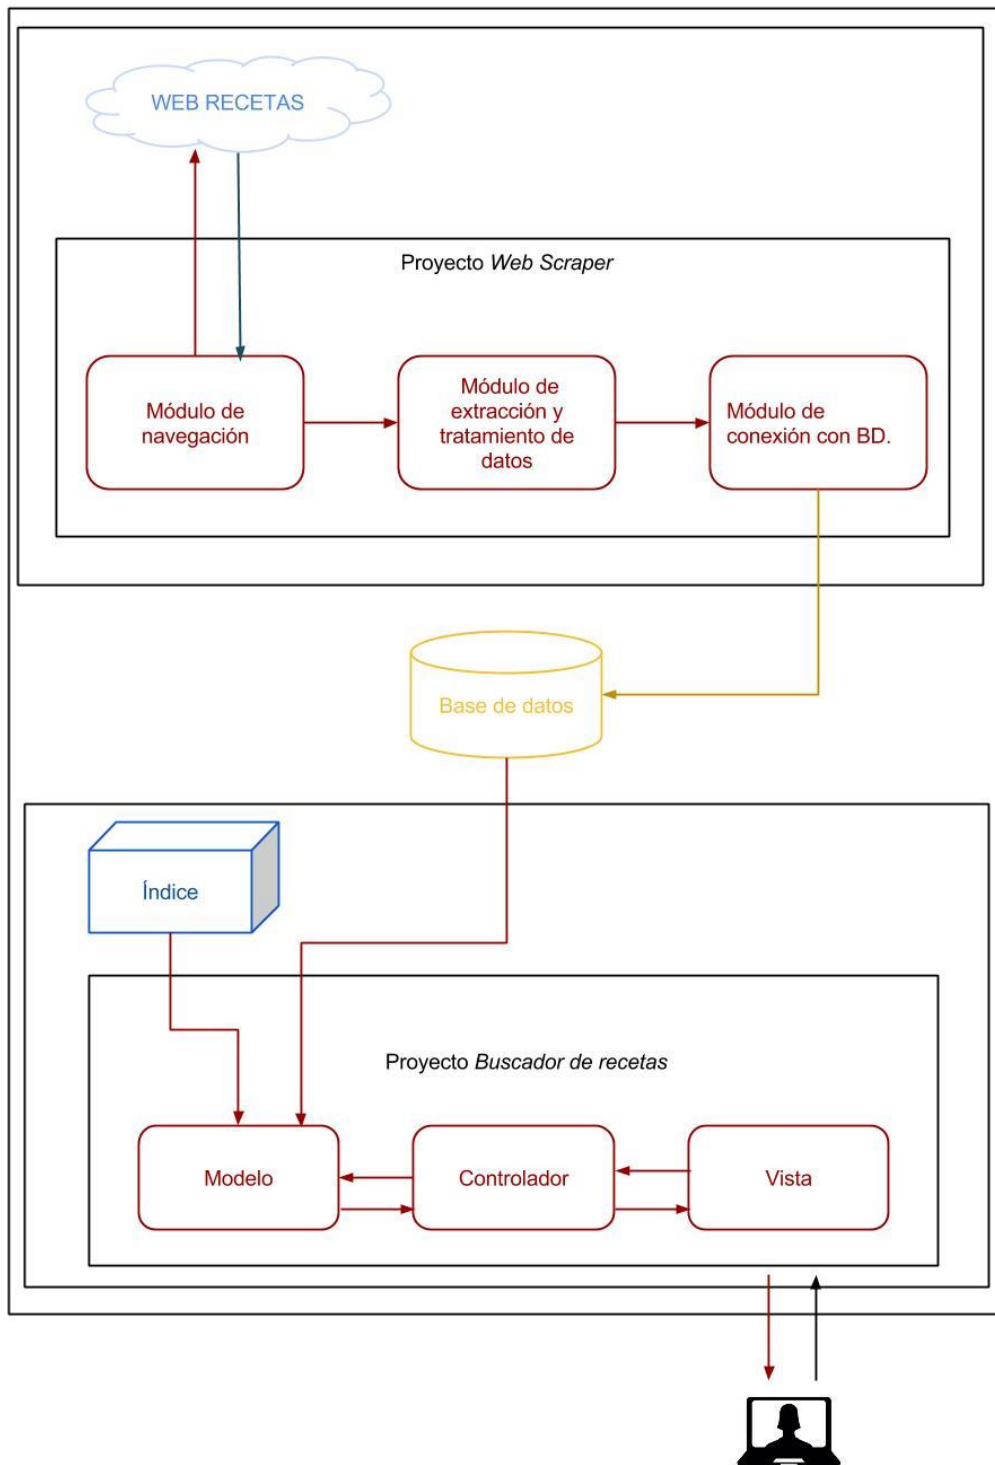 WEB RECETAS
Proyecto Web Scraper
Módulo de
navegación
Módulo de
extracción y
tratamiento de
datos
Módulo de
conexión con BD.
Base de datos
Índice
Proyecto Buscador de recetas
Modelo
Controlador
Vista